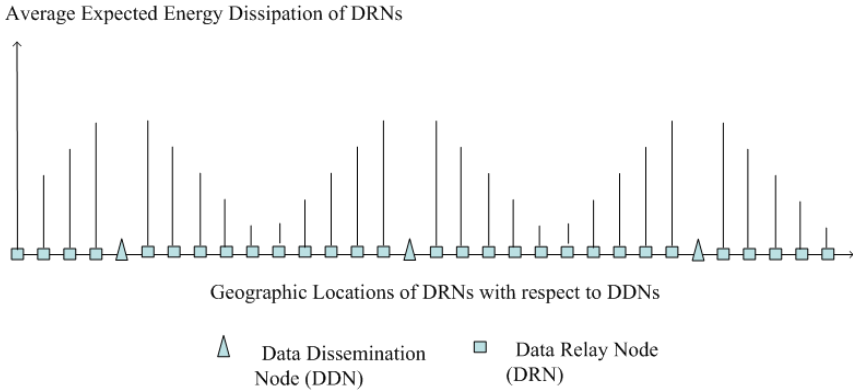 Average Expected Energy Dissipation of DRNs
Geographic Locations of DRNs with respect to DDNs
Data Dissemination
Node (DDN)
Data Relay Node
(DRN)